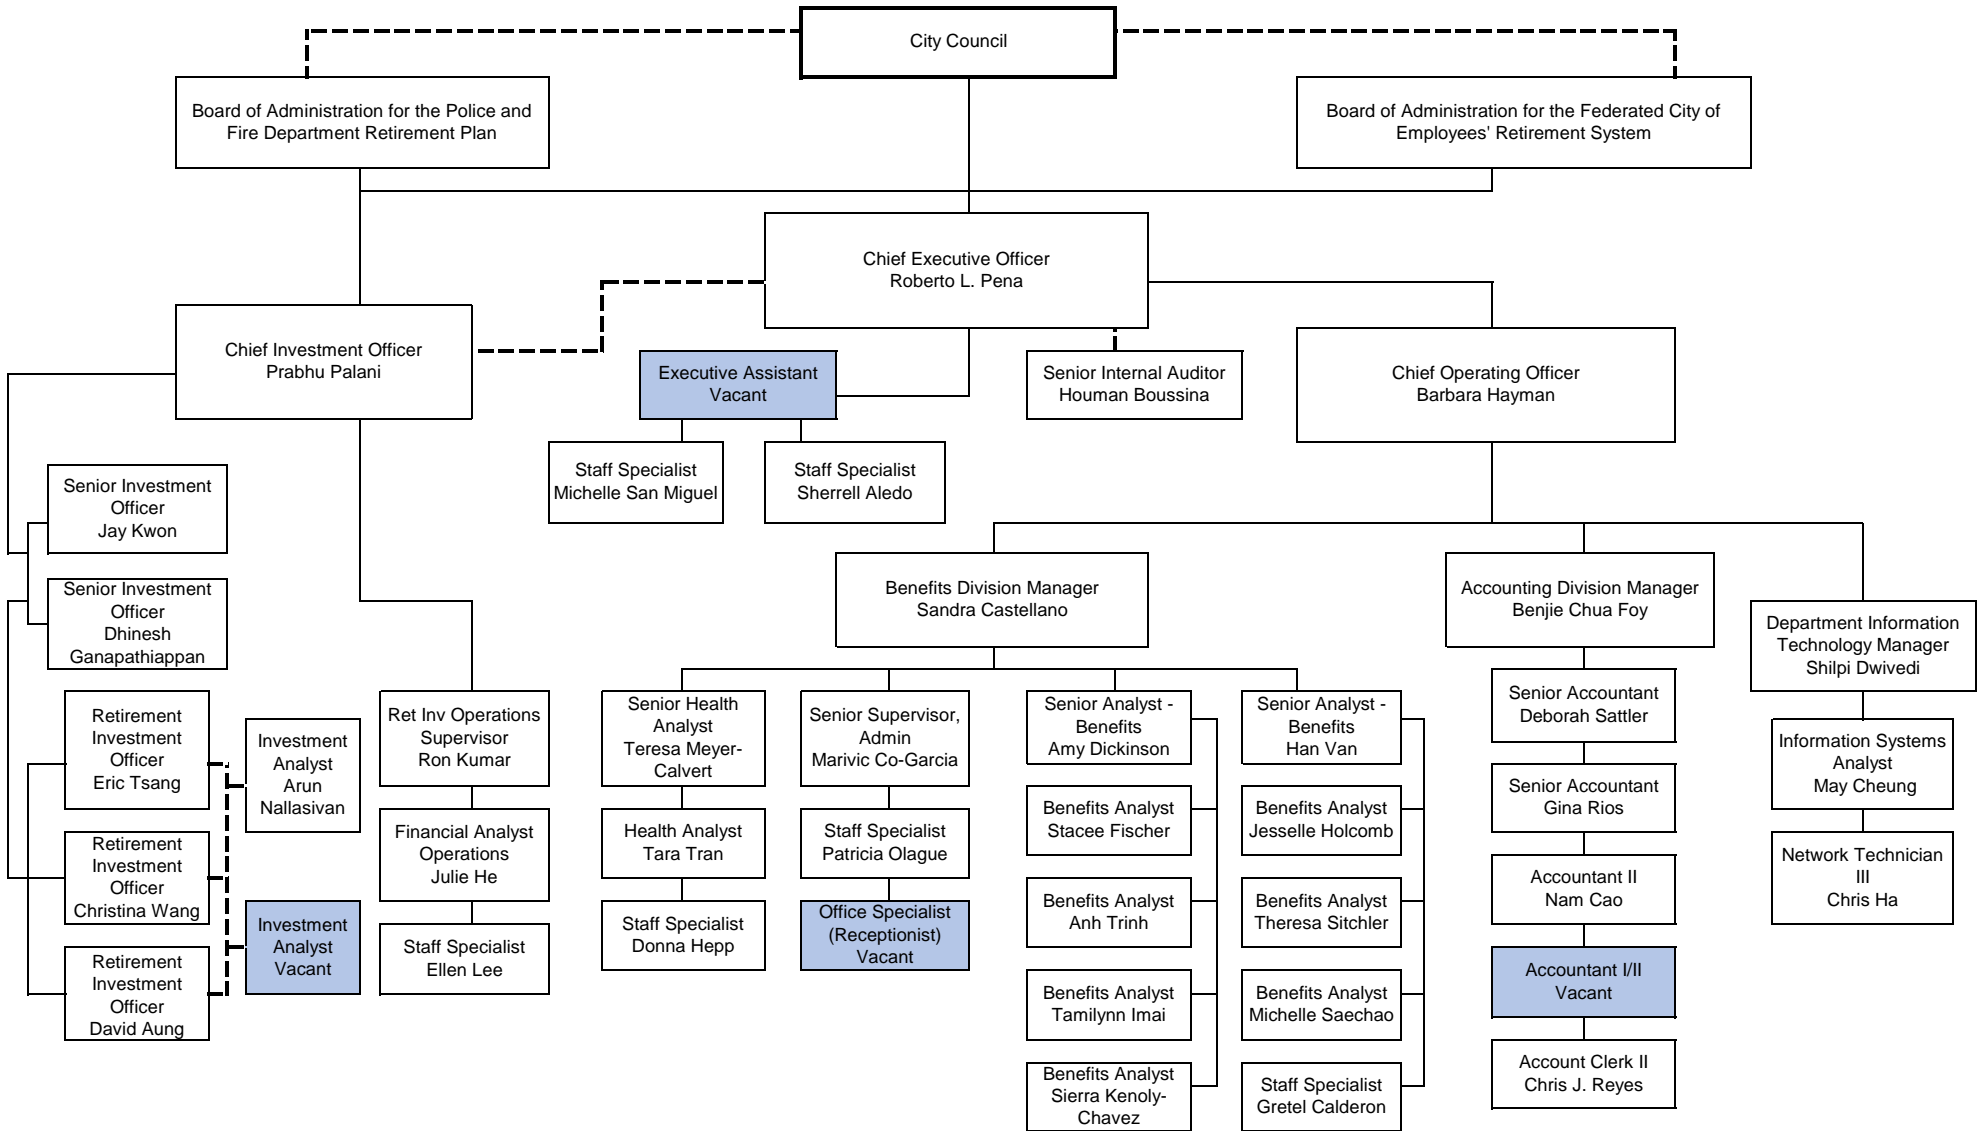 City Council
Board of Administration for the Police and
Fire Department Retirement Plan
Board of Administration for the Federated City of
Employees' Retirement System
Chief Executive Officer
Roberto L. Pena
Chief Investment Officer
Prabhu Palani
Executive Assistant
Vacant
Senior Internal Auditor
Houman Boussina
Chief Operating Officer
Barbara Hayman
Staff Specialist
Michelle San Miguel
Staff Specialist
Sherrell Aledo
Senior Investment
Officer
Jay Kwon
Senior Investment
Officer
Dhinesh
Ganapathiappan
Benefits Division Manager
Sandra Castellano
Accounting Division Manager
Benjie Chua Foy
Department Information
Technology Manager
Shilpi Dwivedi
Retirement
Investment
Officer
Eric Tsang
Retirement
Investment
Officer
Christina Wang
Retirement
Investment
Officer
David Aung
Investment
Analyst
Arun
Nallasivan
Investment
Analyst
Vacant
Ret Inv Operations
Supervisor
Ron Kumar
Financial Analyst
Operations
Julie He
Staff Specialist
Ellen Lee
Senior Health
Analyst
Teresa Meyer-
Calvert
Health Analyst
Tara Tran
Staff Specialist
Donna Hepp
Senior Supervisor,
Admin
Marivic Co-Garcia
Staff Specialist
Patricia Olague
Office Specialist
(Receptionist)
Vacant
Senior Analyst -
Benefits
Amy Dickinson
Benefits Analyst
Stacee Fischer
Benefits Analyst
Anh Trinh
Benefits Analyst
Tamilynn Imai
Benefits Analyst
Sierra Kenoly-
Chavez
Senior Analyst -
Benefits
Han Van
Benefits Analyst
Jesselle Holcomb
Benefits Analyst
Theresa Sitchler
Benefits Analyst
Michelle Saechao
Staff Specialist
Gretel Calderon
Senior Accountant
Deborah Sattler
Senior Accountant
Gina Rios
Accountant II
Nam Cao
Accountant I/II
Vacant
Account Clerk II
Chris J. Reyes
Information Systems
Analyst
May Cheung
Network Technician
III
Chris Ha